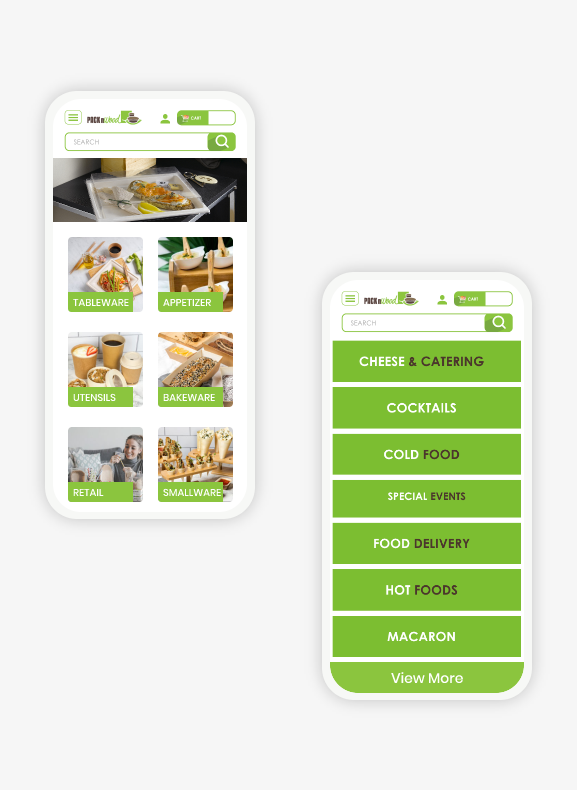 PACKnwood
CART
SEARCH
TABLEWARE
APPETIZER
UTENSILS
BAKEWARE
RETAIL
SMALLWARE
PACKnwood
CART
SEARCH
CHEESE & CATERING
COCKTAILS
COLD FOOD
SPECIAL EVENTS
FOOD DELIVERY
HOT FOODS
MACARON
View More